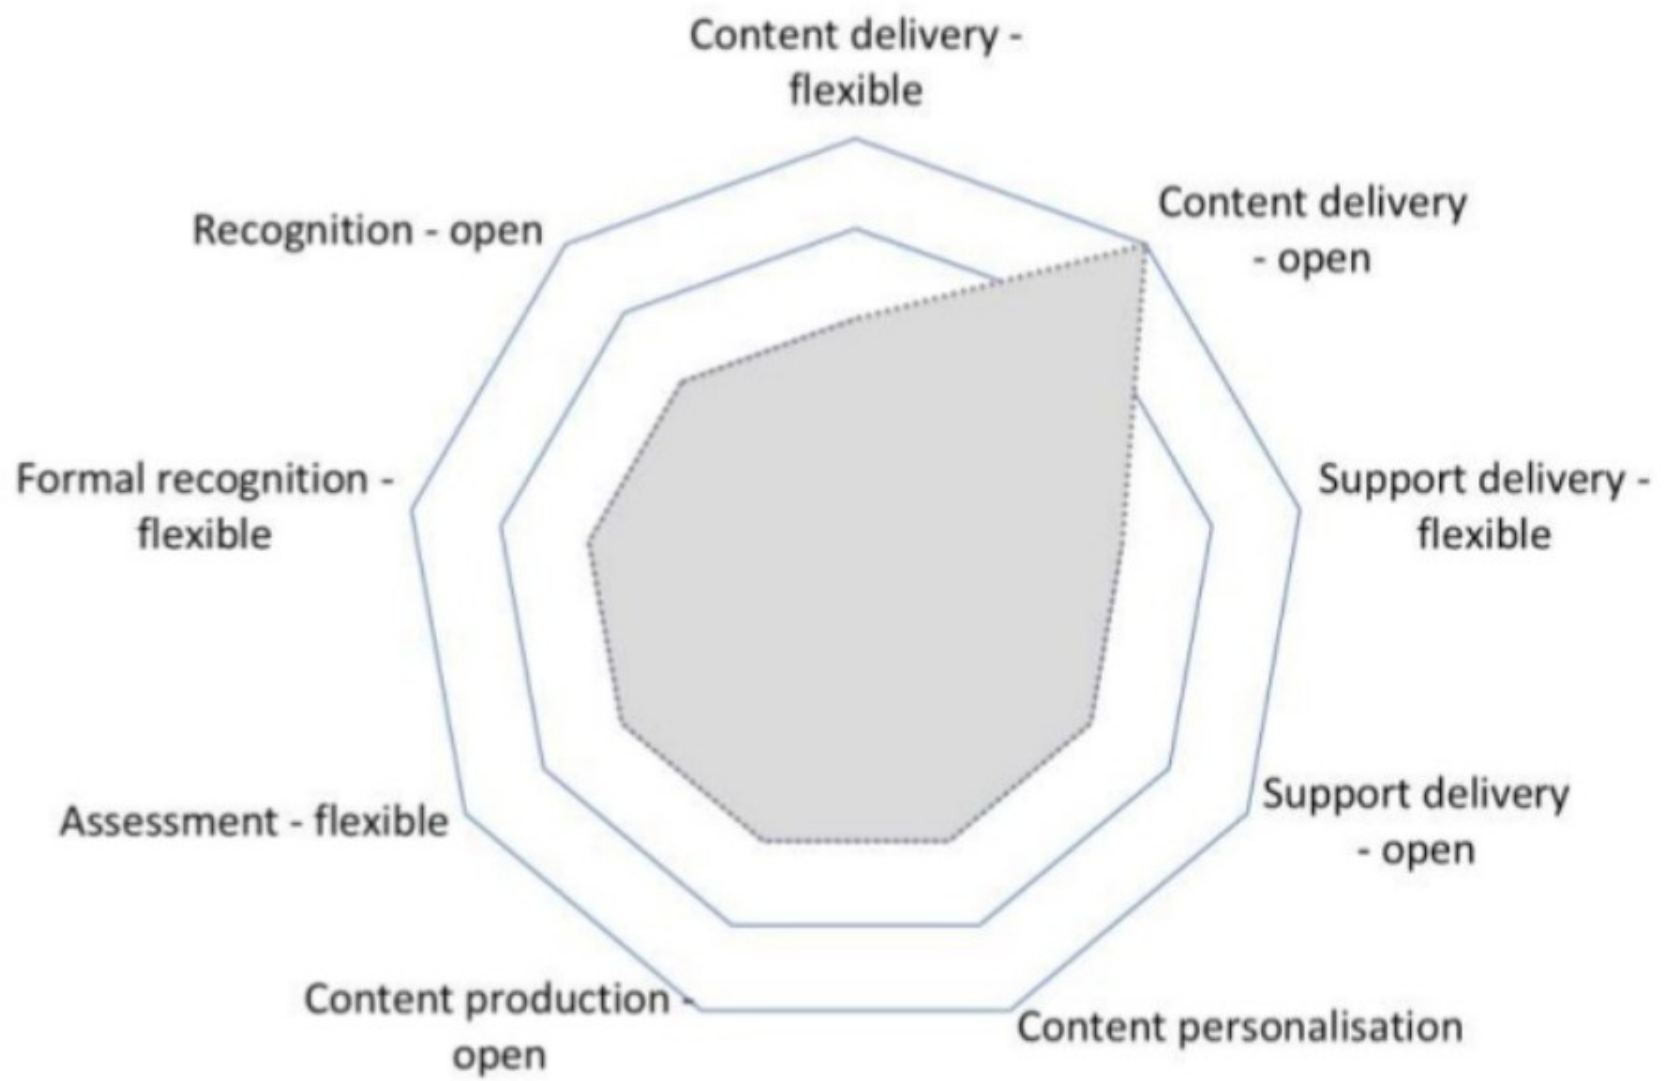 Content delivery -
flexible
Content delivery
- open
Recognition - open
Support delivery -
flexible
Formal recognition -
flexible
Support delivery
- open
Assessment - flexible
Content production -
open
Content personalisation